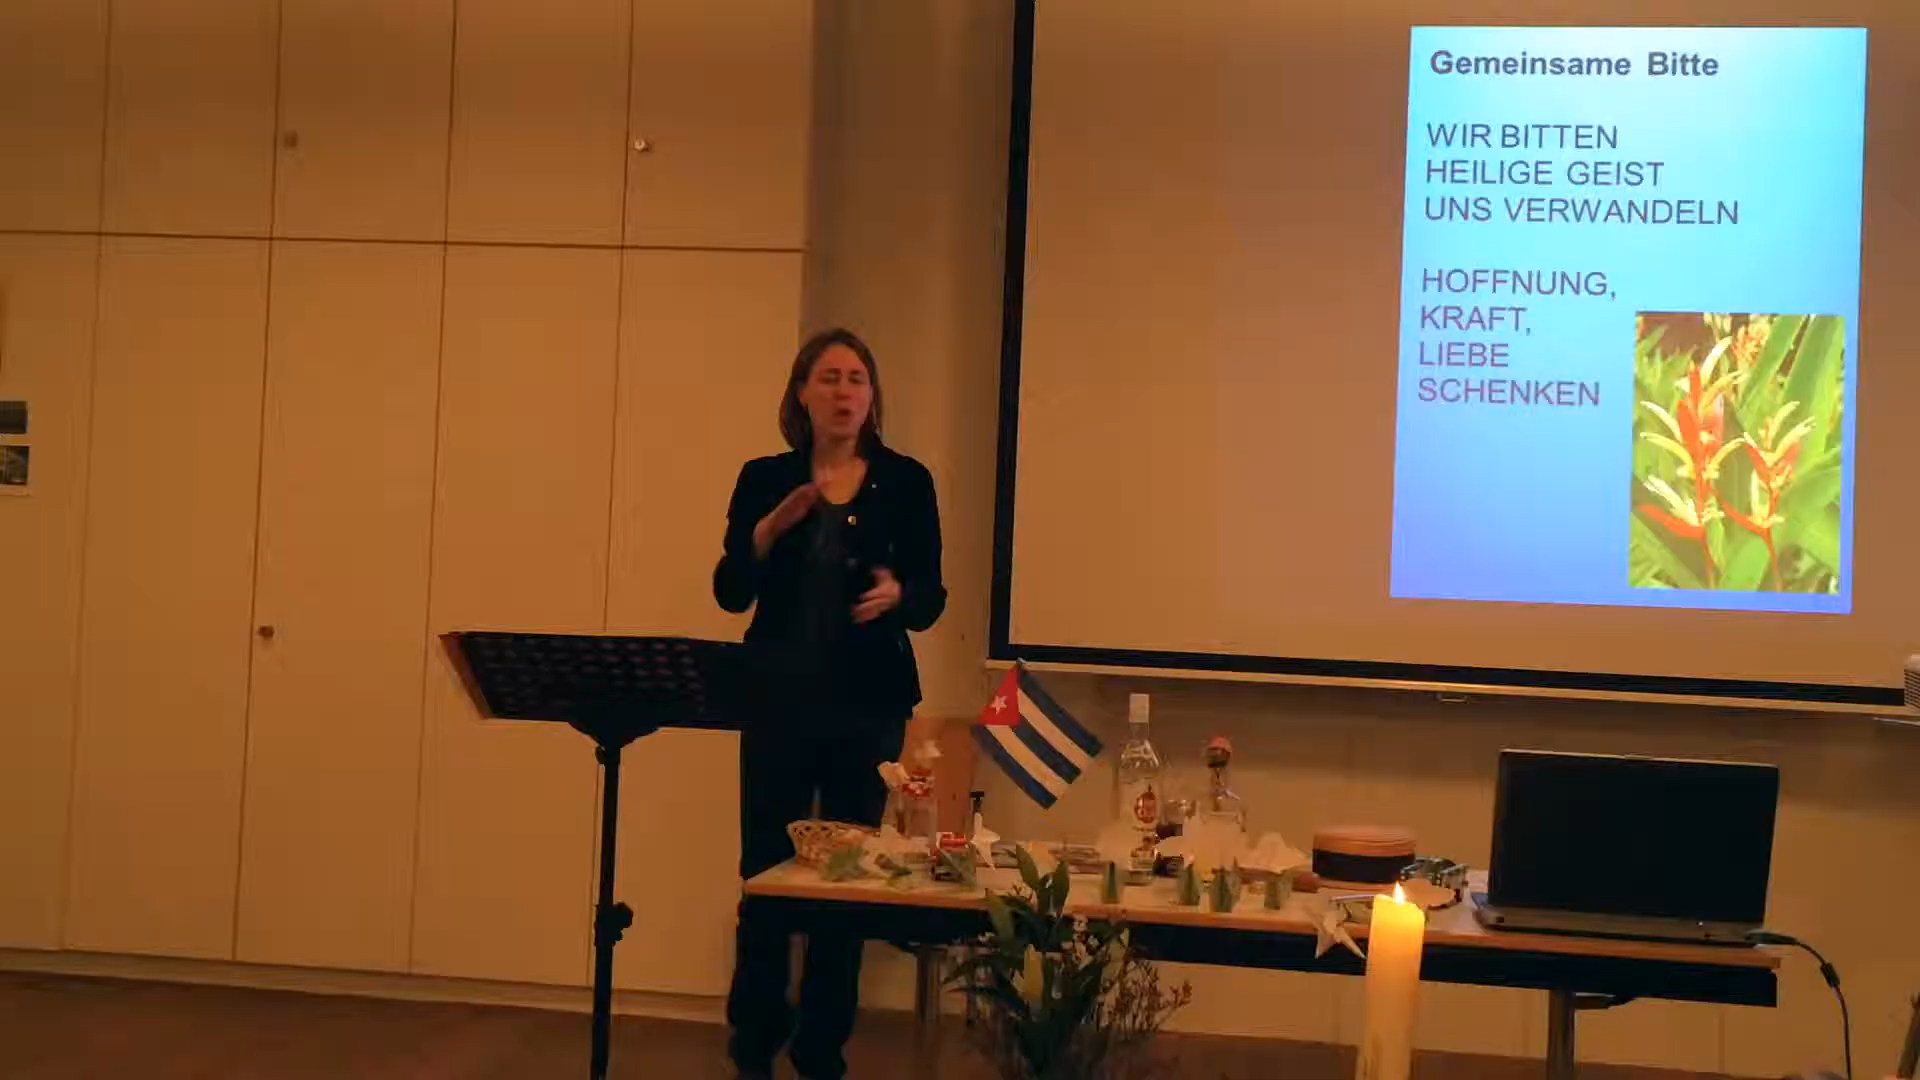 Gemeinsame Bitte
WIR BITTEN
HEILIGE GEIST
UNS VERWANDELN
HOFFNUNG,
KRAFT,
LIEBE
SCHENKEN